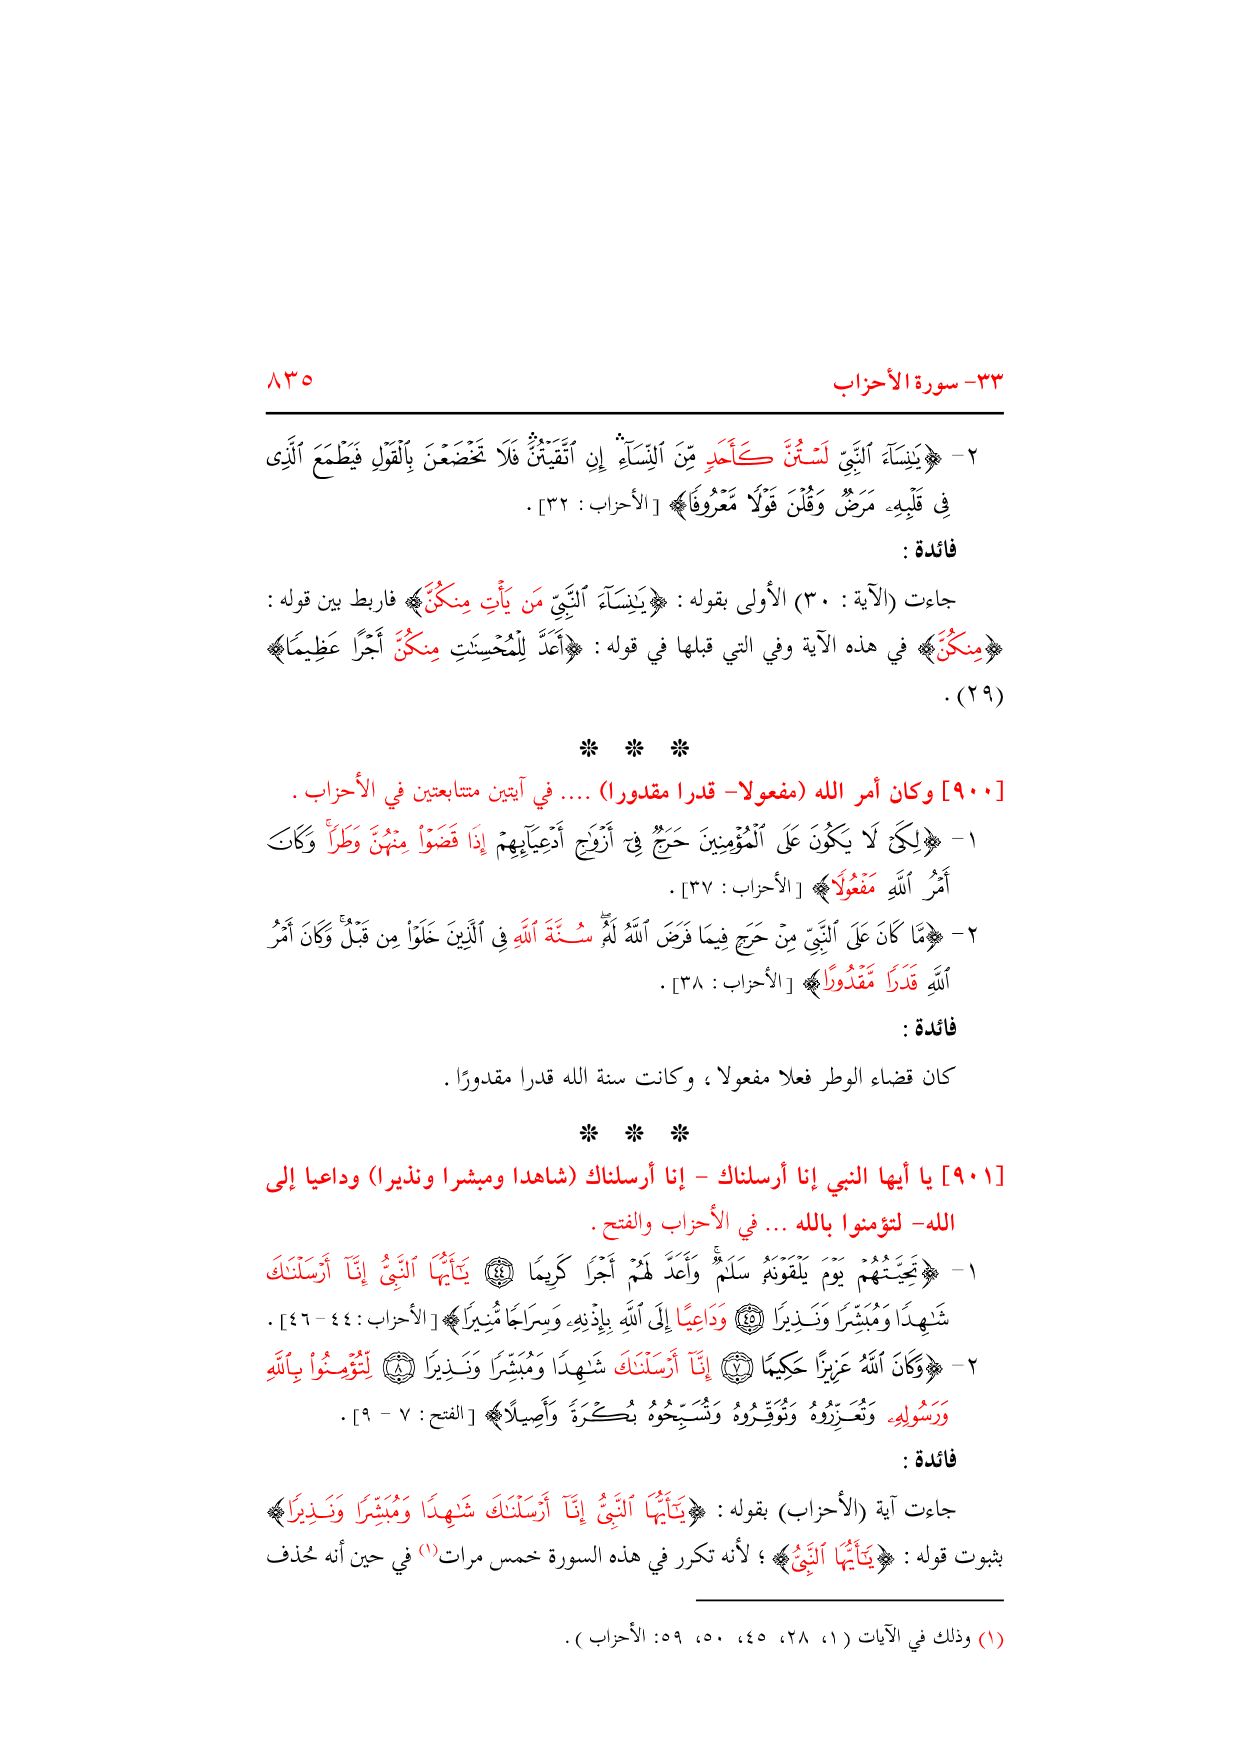 ٣٣- سورة الأحزاب ٨٣٥
٢- ﴿يَٰنِسَآءَ ٱلنَّبِيِّ لَسۡتُنَّ كَأَحَدٖ مِّنَ ٱلنِّسَآءِۚ إِنِ ٱتَّقَيۡتُنَّۚ فَلَا تَخۡضَعۡنَ بِٱلۡقَوۡلِ فَيَطۡمَعَ ٱلَّذِي
فِي قَلۡبِهِۦ مَرَضٞ وَقُلۡنَ قَوۡلٗا مَّعۡرُوفٗا﴾ [الأحزاب : ٣٢] .
فائدة :
جاءت (الآية : ٣٠) الأولى بقوله : ﴿يَٰنِسَآءَ ٱلنَّبِيِّ مَن يَأۡتِ مِنكُنَّ﴾ فاربط بين قوله :
﴿مِنكُنَّ﴾ في هذه الآية وفي التي قبلها في قوله : ﴿أَعَدَّ لِلۡمُحۡسِنَٰتِ مِنكُنَّ أَجۡرًا عَظِيمٗا﴾
(٢٩) .
❊ ❊ ❊
[٩٠٠] وكان أمر الله (مفعولا- قدرا مقدورا) .... في آيتين متتابعتين في الأحزاب .
١- ﴿لِكَيۡ لَا يَكُونَ عَلَى ٱلۡمُؤۡمِنِينَ حَرَجٞ فِيٓ أَزۡوَٰجِ أَدۡعِيَآئِهِمۡ إِذَا قَضَوۡاْ مِنۡهُنَّ وَطَرٗاۚ وَكَانَ
أَمۡرُ ٱللَّهِ مَفۡعُولٗا﴾ [الأحزاب : ٣٧] .
٢- ﴿مَّا كَانَ عَلَى ٱلنَّبِيِّ مِنۡ حَرَجٖ فِيمَا فَرَضَ ٱللَّهُ لَهُۥۖ سُنَّةَ ٱللَّهِ فِي ٱلَّذِينَ خَلَوۡاْ مِن قَبۡلُۚ وَكَانَ أَمۡرُ
ٱللَّهِ قَدَرٗا مَّقۡدُورًا﴾ [الأحزاب : ٣٨] .
فائدة :
كان قضاء الوطر فعلا مفعولا ، وكانت سنة الله قدرا مقدورًا .
❊ ❊ ❊
[٩٠١] يا أيها النبي إنا أرسلناك - إنا أرسلناك (شاهدا ومبشرا ونذيرا) وداعيا إلى
الله- لتؤمنوا بالله ... في الأحزاب والفتح .
١- ﴿تَحِيَّتُهُمۡ يَوۡمَ يَلۡقَوۡنَهُۥ سَلَٰمٞۚ وَأَعَدَّ لَهُمۡ أَجۡرٗا كَرِيمٗا ٤٤ يَٰٓأَيُّهَا ٱلنَّبِيُّ إِنَّآ أَرۡسَلۡنَٰكَ
شَٰهِدٗا وَمُبَشِّرٗا وَنَذِيرٗا ٤٥ وَدَاعِيًا إِلَى ٱللَّهِ بِإِذۡنِهِۦ وَسِرَاجٗا مُّنِيرٗا﴾ [الأحزاب : ٤٤ - ٤٦] .
٢- ﴿وَكَانَ ٱللَّهُ عَزِيزًا حَكِيمًا ٧ إِنَّآ أَرۡسَلۡنَٰكَ شَٰهِدٗا وَمُبَشِّرٗا وَنَذِيرٗا ٨ لِّتُؤۡمِنُواْ بِٱللَّهِ
وَرَسُولِهِۦ وَتُعَزِّرُوهُ وَتُوَقِّرُوهُ وَتُسَبِّحُوهُ بُكۡرَةٗ وَأَصِيلًا﴾ [الفتح : ٧ - ٩] .
فائدة :
جاءت آية (الأحزاب) بقوله : ﴿يَٰٓأَيُّهَا ٱلنَّبِيُّ إِنَّآ أَرۡسَلۡنَٰكَ شَٰهِدٗا وَمُبَشِّرٗا وَنَذِيرٗا﴾
بثبوت قوله : ﴿يَٰٓأَيُّهَا ٱلنَّبِيُّ﴾ ؛ لأنه تكرر في هذه السورة خمس مرات(١) في حين أنه حُذف
(١) وذلك في الآيات (١، ٢٨، ٤٥، ٥٠، ٥٩: الأحزاب ) .